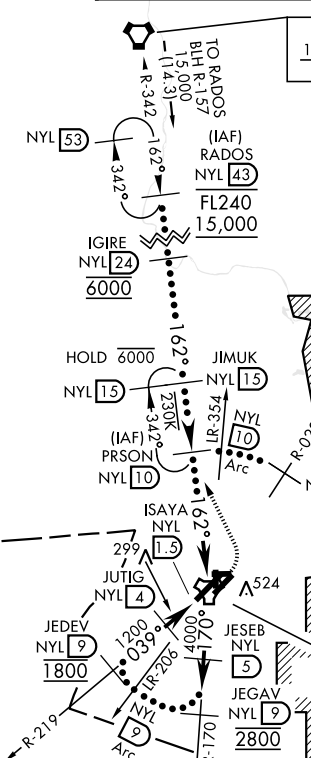 1
TO RADOS
BLH R-157
15,000
(14.3)
R-342
NYL 53
162°
342°
(IAF)
RADOS
NYL 43
FL240
15,000
IGIRE
NYL 24
6000
162°
HOLD 6000
JIMUK
NYL 15
NYL 15
230K
342°
LR-354
NYL
10
Arc
(IAF)
PRSON
NYL 10
R-02
N
ISAYA
NYL
1.5
162°
299
524
JUTIG
NYL 4
JEDEV
NYL 9
1800
1200
039°
4000
170°
JESEB
NYL
5
LR-206
JEGAV
NYL 9
2800
NYL
9
Arc
R-219
R-170